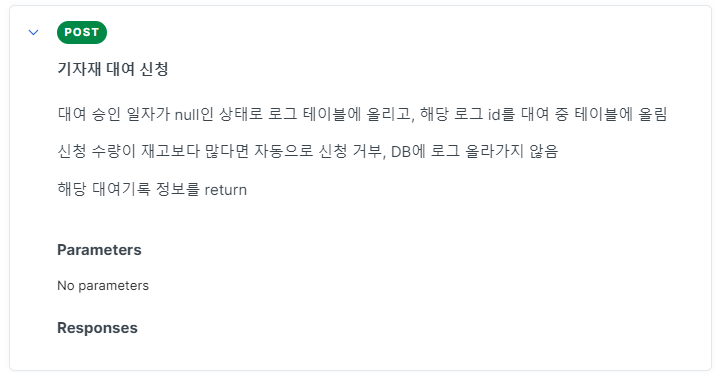 POST
기자재 대여 신청
대여 승인 일자가 null인 상태로 로그 테이블에 올리고, 해당 로그 id를 대여 중 테이블에 올림
신청 수량이 재고보다 많다면 자동으로 신청 거부, DB에 로그 올라가지 않음
해당 대여기록 정보를 return
Parameters
No parameters
Responses